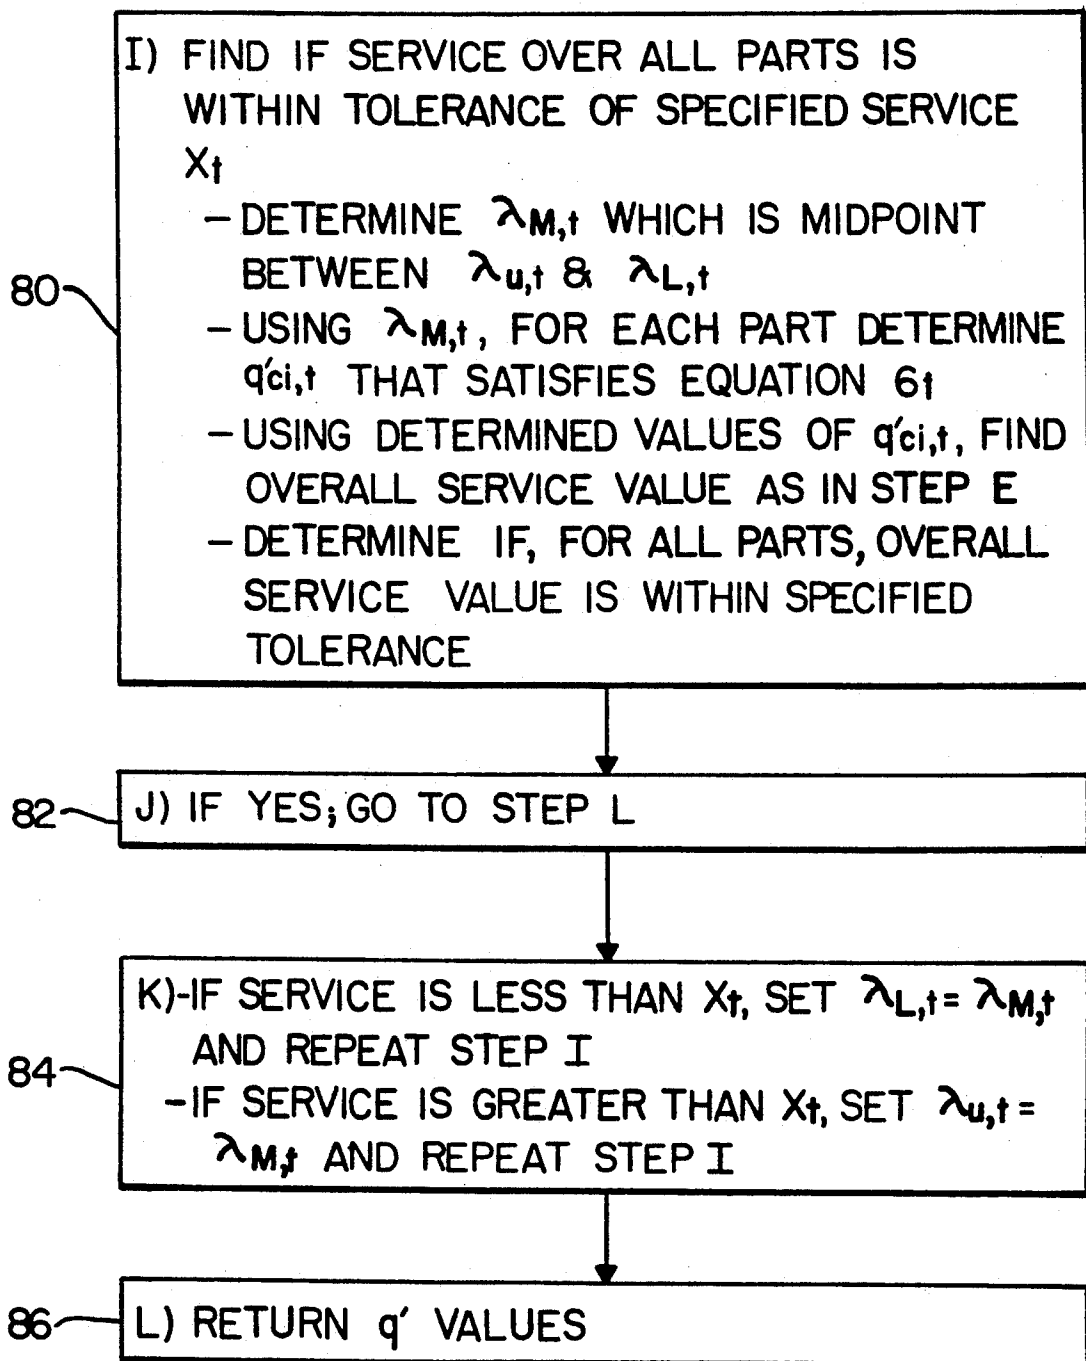 I) FIND IF SERVICE OVER ALL PARTS IS
WITHIN TOLERANCE OF SPECIFIED SERVICE
Xt
- DETERMINE λM,t WHICH IS MIDPOINT
BETWEEN λu,t & λL,t
80
- USING λM,t, FOR EACH PART DETERMINE
q'ci,t THAT SATISFIES EQUATION 6t
- USING DETERMINED VALUES OF q'ci,t, FIND
OVERALL SERVICE VALUE AS IN STEP E
- DETERMINE IF, FOR ALL PARTS, OVERALL
SERVICE VALUE IS WITHIN SPECIFIED
TOLERANCE
82
J) IF YES; GO TO STEP L
K)-IF SERVICE IS LESS THAN Xt, SET λL,t = λM,t
AND REPEAT STEP I
84
-IF SERVICE IS GREATER THAN Xt, SET λu,t =
λM,t AND REPEAT STEP I
86
L) RETURN q' VALUES